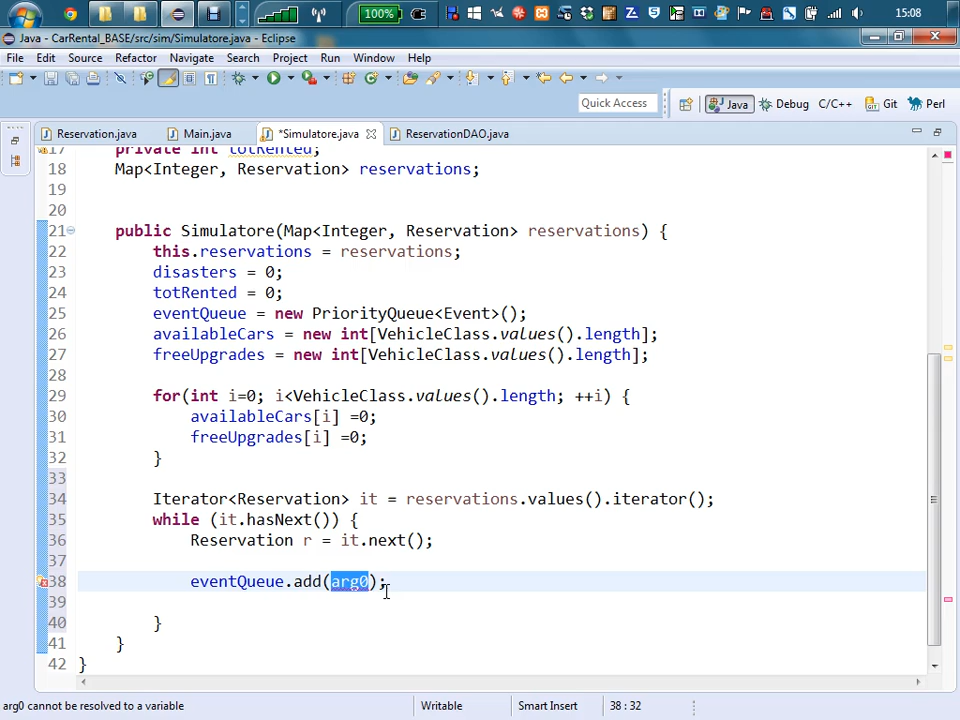 100%
15:08
Java - CarRental_BASE/src/sim/Simulatore.java - Eclipse
File Edit Source Refactor Navigate Search Project Run Window Help
Quick Access Java Debug C/C++ Git Perl
Reservation.java Main.java *Simulatore.java ReservationDAO.java
17 private int totRented;
18 Map<Integer, Reservation> reservations;
19
20
21 public Simulatore(Map<Integer, Reservation> reservations) {
22 this.reservations = reservations;
23 disasters = 0;
24 totRented = 0;
25 eventQueue = new PriorityQueue<Event>();
26 availableCars = new int[VehicleClass.values().length];
27 freeUpgrades = new int[VehicleClass.values().length];
28
29 for(int i=0; i<VehicleClass.values().length; ++i) {
30 availableCars[i] =0;
31 freeUpgrades[i] =0;
32 }
33
34 Iterator<Reservation> it = reservations.values().iterator();
35 while (it.hasNext()) {
36 Reservation r = it.next();
37
38 eventQueue.add(arg0);
39
40 }
41 }
42 }
arg0 cannot be resolved to a variable Writable Smart Insert 38 : 32